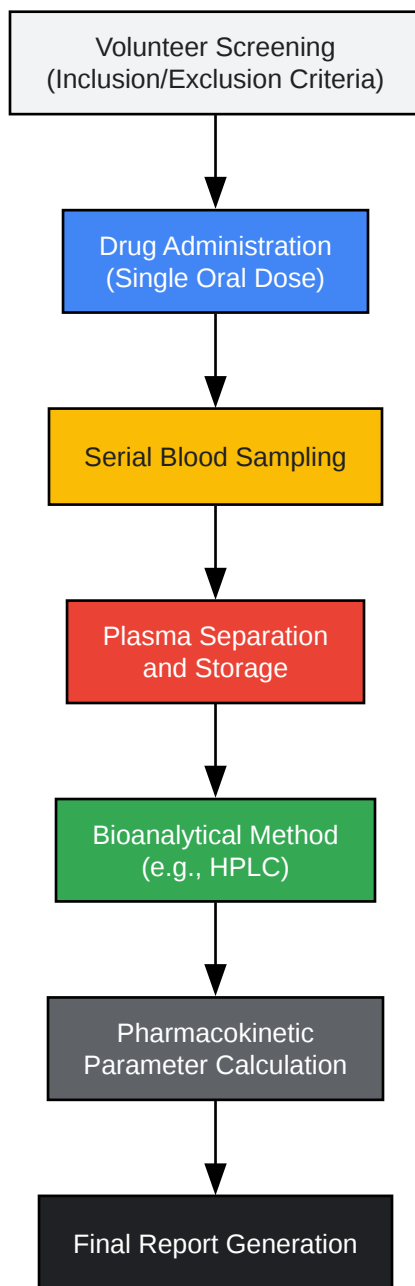 Volunteer Screening
(Inclusion/Exclusion Criteria)
Drug Administration
(Single Oral Dose)
Serial Blood Sampling
Plasma Separation
and Storage
Bioanalytical Method
(e.g., HPLC)
Pharmacokinetic
Parameter Calculation
Final Report Generation